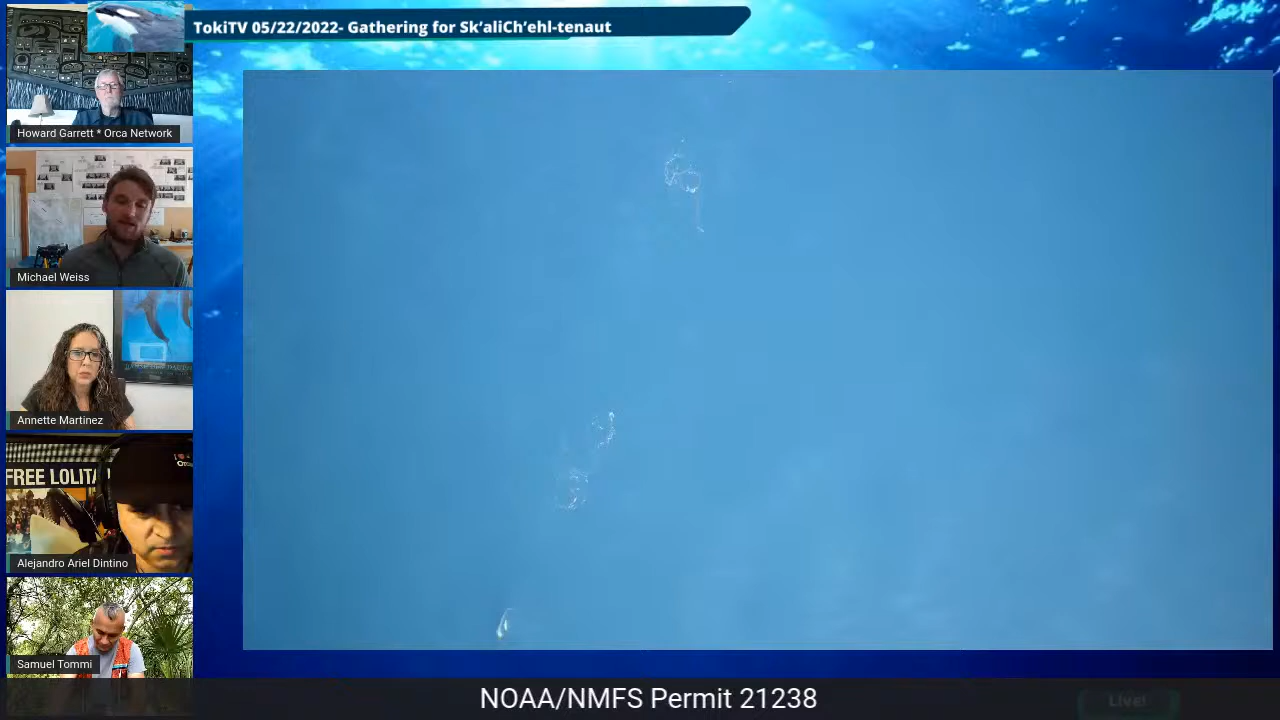 TokiTV 05/22/2022- Gathering for Sk'aliCh'ehl-tenaut
Howard Garrett * Orca Network
Michael Weiss
Annette Martinez
FREE LOLITA
Alejandro Ariel Dintino
Samuel Tommi
NOAA/NMFS Permit 21238
Live!